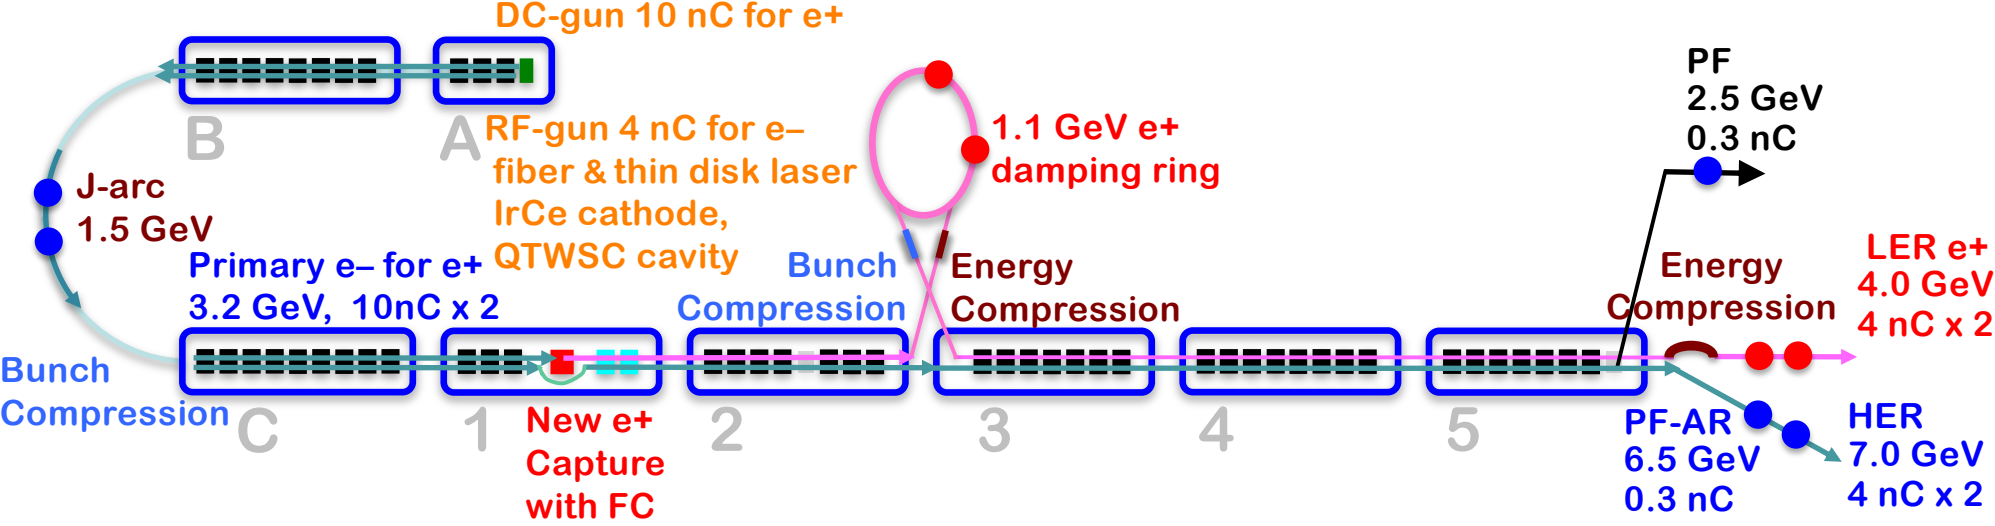 DC-gun 10 nC for e+
B
A
RF-gun 4 nC for e–
fiber & thin disk laser
IrCe cathode,
QTWSC cavity
J-arc
1.5 GeV
Primary e– for e+
3.2 GeV, 10nC x 2
1.1 GeV e+
damping ring
Bunch
Compression
Energy
Compression
PF
2.5 GeV
0.3 nC
Energy
Compression
LER e+
4.0 GeV
4 nC x 2
Bunch
Compression
C
1
2
3
4
5
New e+
Capture
with FC
PF-AR
6.5 GeV
0.3 nC
HER
7.0 GeV
4 nC x 2